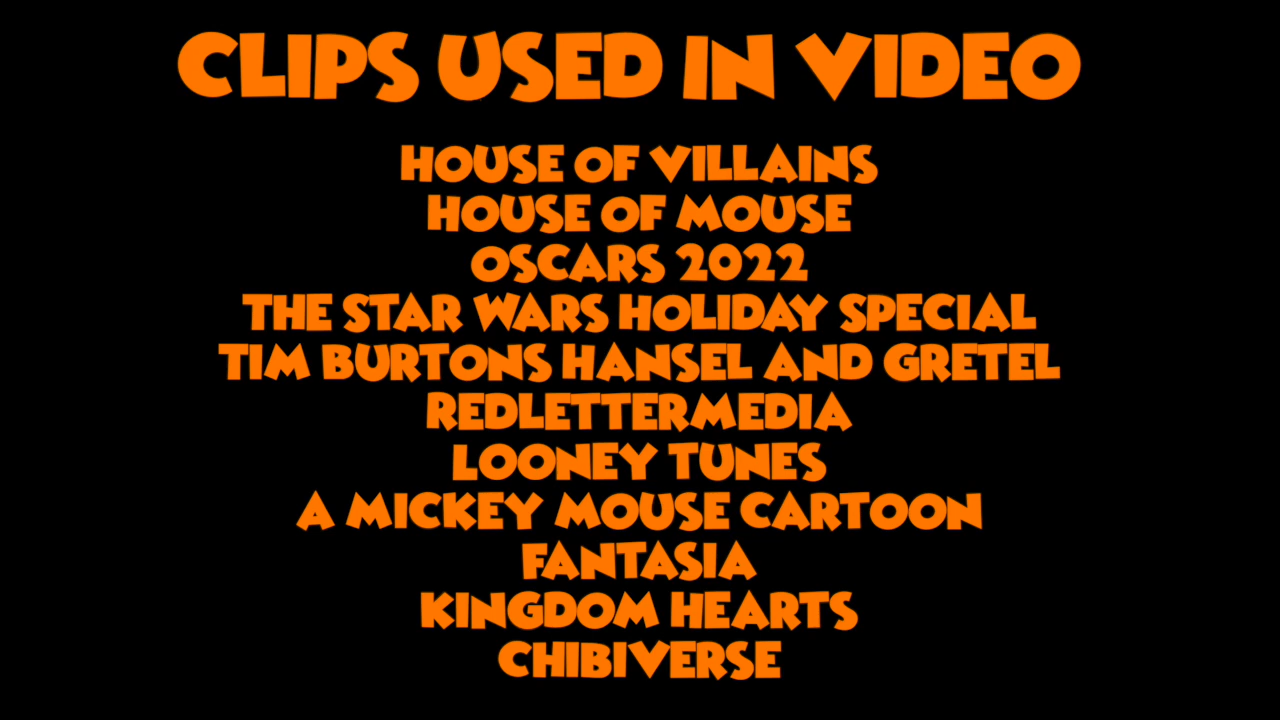 CLIPS USED IN VIDEO
HOUSE OF VILLAINS
HOUSE OF MOUSE
OSCARS 2022
THE STAR WARS HOLIDAY SPECIAL
TIM BURTONS HANSEL AND GRETEL
REDLETTERMEDIA
LOONEY TUNES
A MICKEY MOUSE CARTOON
FANTASIA
KINGDOM HEARTS
CHIBIVERSE